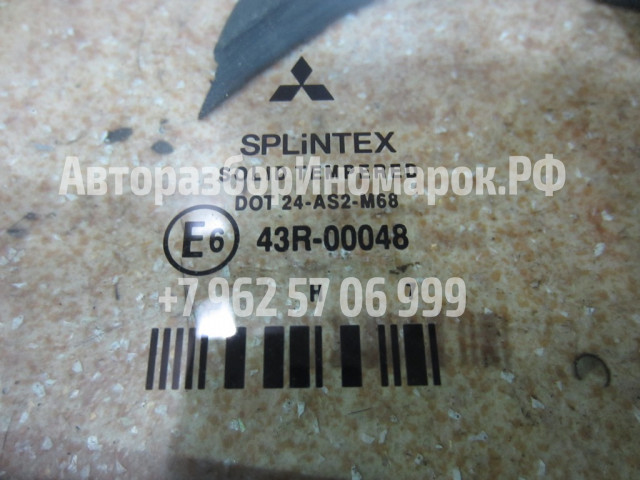 SPLiNTEX
SOLID TEMPERED
АвторазборИномарок.РФ
DOT 24-AS2-M68
E6 43R-00048
+7 962 57 06 999
H